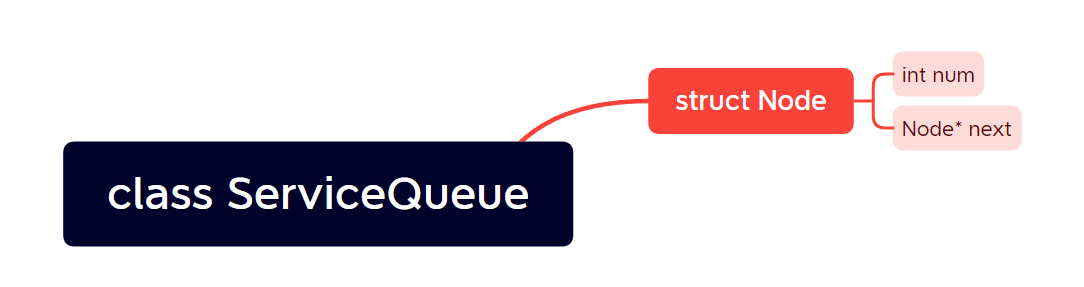 class ServiceQueue
struct Node
int num
Node* next